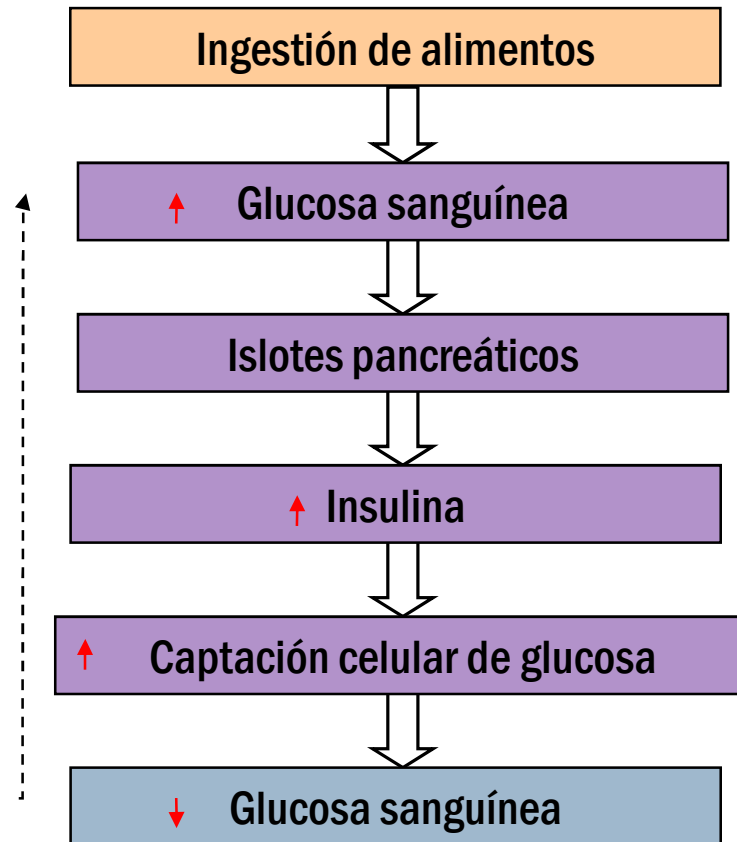 Ingestión de alimentos
Glucosa sanguínea
Islotes pancreáticos
Insulina
Captación celular de glucosa
Glucosa sanguínea